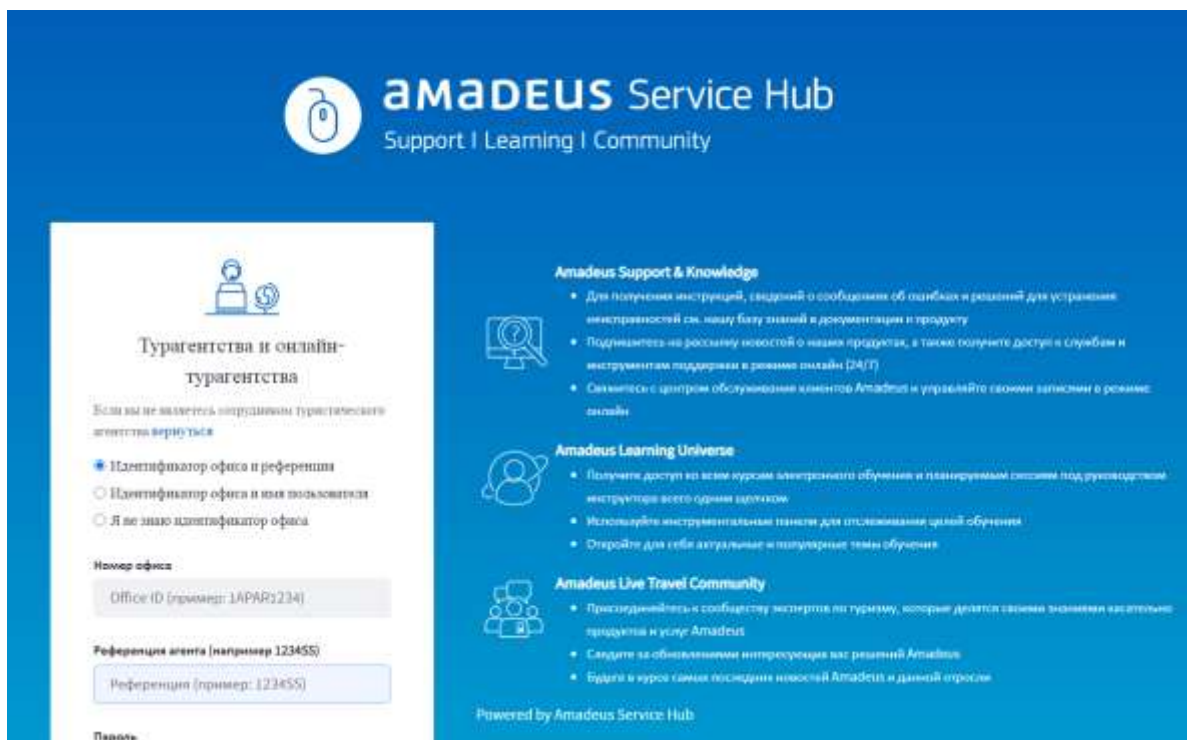 aмaDEUS Service Hub
Support | Learning | Community
Турагентства и онлайн-
турагентства
Если вы не являетесь сотрудником туристического
агентства вернуться
Идентификатор офиса и референция
Идентификатор офиса и имя пользователя
Я не знаю идентификатор офиса
Номер офиса
Office ID (пример: 1APAR1234)
Референция агента (например 1234SS)
Референция (пример: 1234SS)
Пароль
Amadeus Support & Knowledge
Для получения инструкций, сведений о сообщениях об ошибках и решений для устранения
неисправностей см. нашу базу знаний в документации и продукту
Подпишитесь на рассылку новостей о наших продуктах, а также получите доступ к службам и
инструментам поддержки в режиме онлайн (24/7)
Свяжитесь с центром обслуживания клиентов Amadeus и управляйте своими записями в режиме
онлайн
Amadeus Learning Universe
Получите доступ ко всем курсам электронного обучения и планируемым сессиям под руководством
инструктора всего одним щелчком
Используйте инструментальные панели для отслеживания целей обучения
Откройте для себя актуальные и популярные темы обучения
Amadeus Live Travel Community
Присоединяйтесь к сообществу экспертов по туризму, которые делятся своими знаниями касательно
продуктов и услуг Amadeus
Следите за обновлениями интересующих вас решений Amadeus
Будьте в курсе самых последних новостей Amadeus и данной отрасли
Powered by Amadeus Service Hub